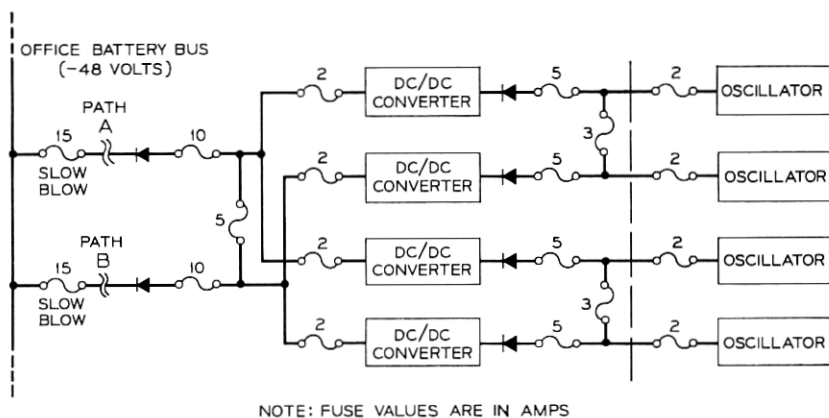 OFFICE BATTERY BUS
(-48 VOLTS)
PATH
A
15
SLOW
BLOW
10
5
PATH
B
15
SLOW
BLOW
10
2
DC/DC
CONVERTER
5
2
OSCILLATOR
3
2
DC/DC
CONVERTER
5
2
OSCILLATOR
2
DC/DC
CONVERTER
5
2
OSCILLATOR
3
2
DC/DC
CONVERTER
5
2
OSCILLATOR
NOTE: FUSE VALUES ARE IN AMPS